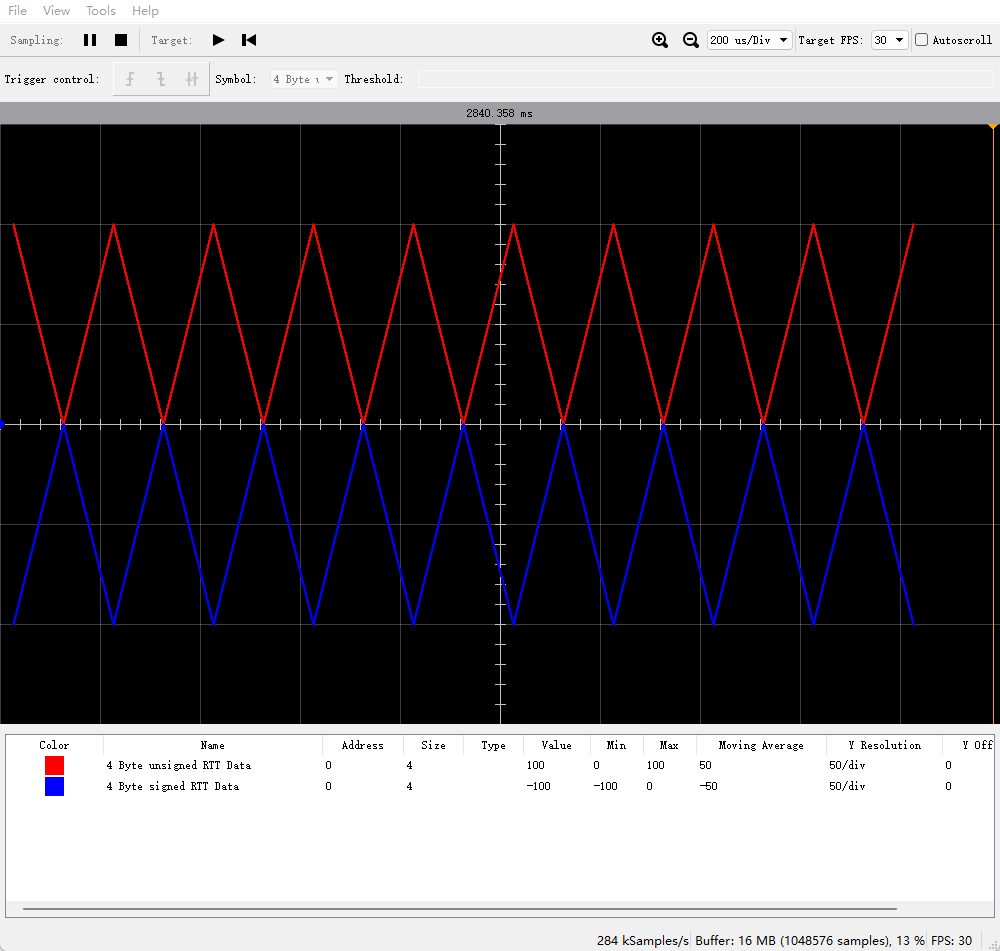 File View Tools Help
Sampling: Target: 200 us/Div Target FPS: 30 Autoscroll
Trigger control: Symbol: 4 Byte Threshold:
2840.358 ms
Color Name Address Size Type Value Min Max Moving Average Y Resolution Y Off
4 Byte unsigned RTT Data 0 4 100 0 100 50 50/div 0
4 Byte signed RTT Data 0 4 -100 -100 0 -50 50/div 0
284 kSamples/s Buffer: 16 MB (1048576 samples), 13 % FPS: 30